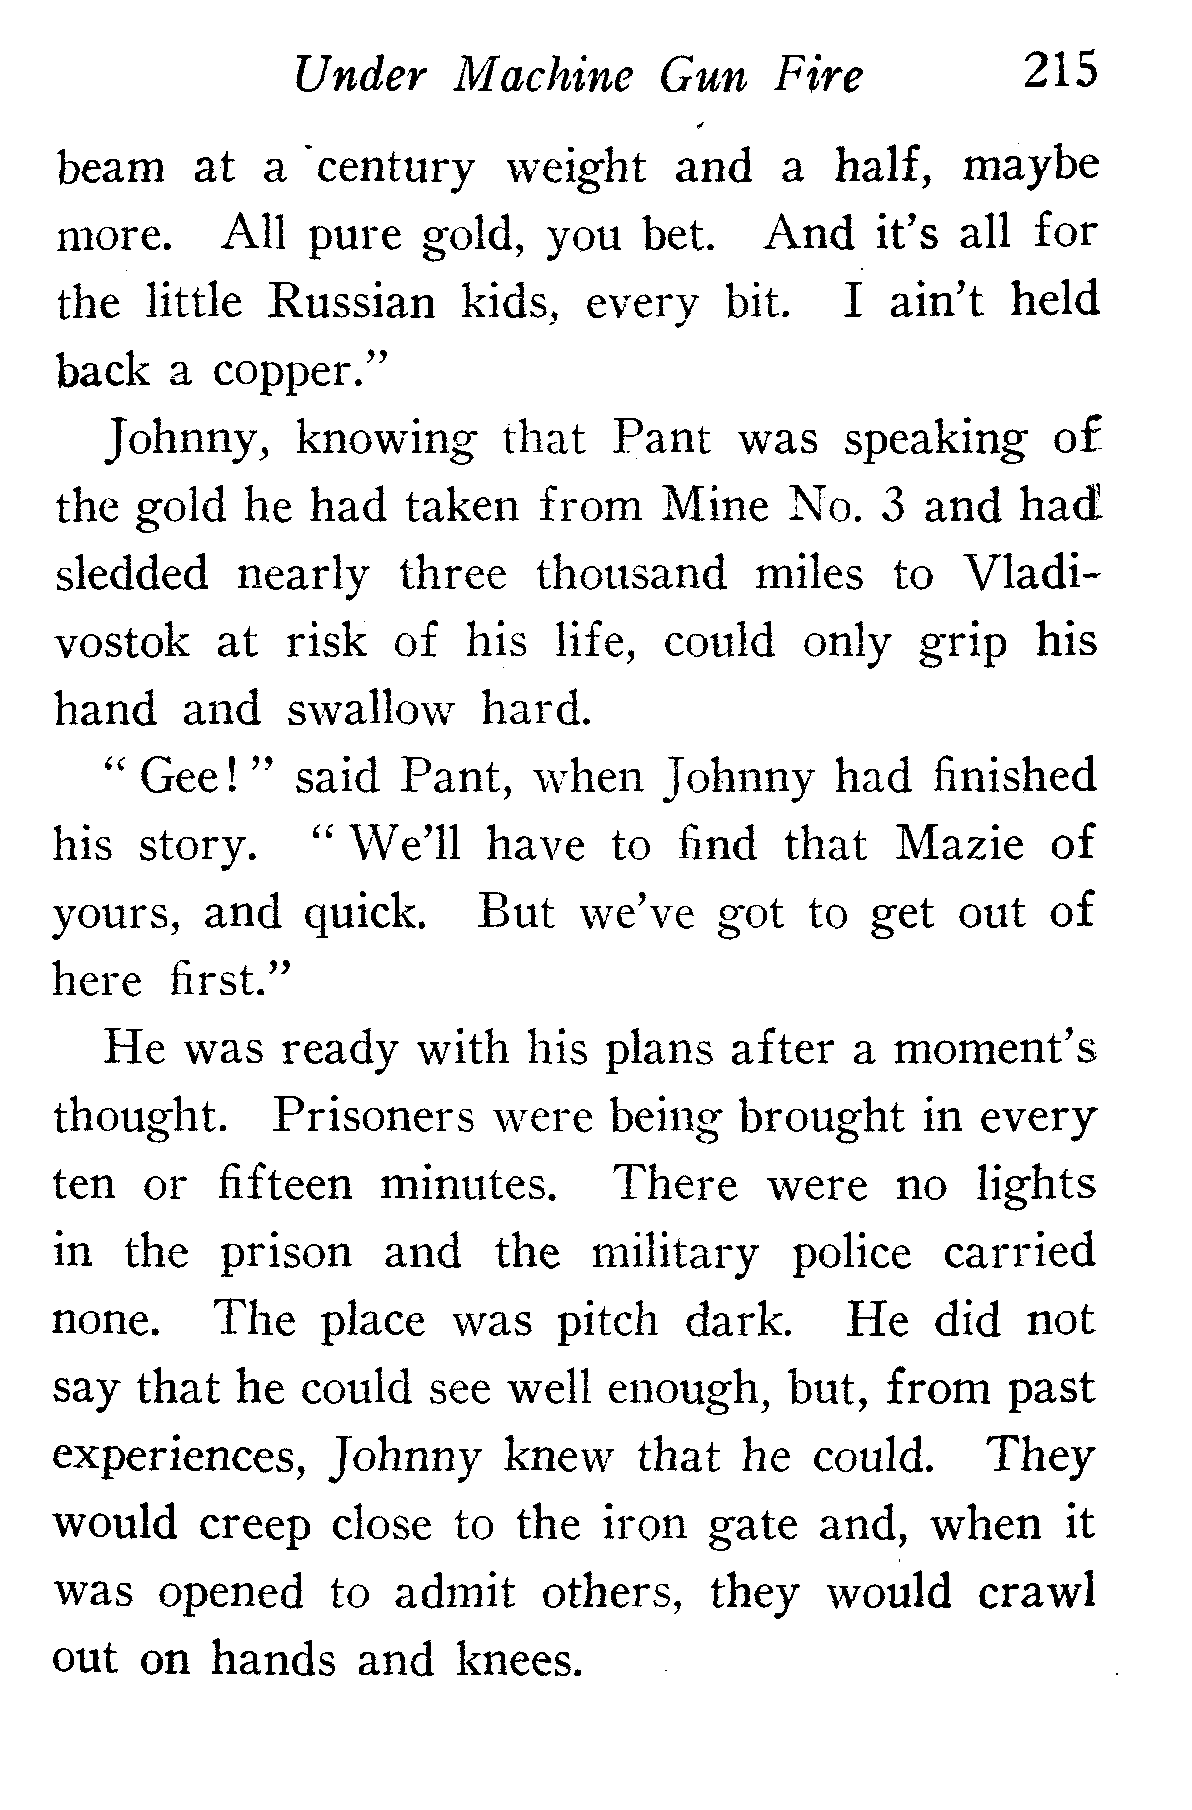 Under Machine Gun Fire 215
beam at a century weight and a half, maybe
more. All pure gold, you bet. And it's all for
the little Russian kids, every bit. I ain't held
back a copper."
Johnny, knowing that Pant was speaking of
the gold he had taken from Mine No. 3 and had
sledded nearly three thousand miles to Vladi-
vostok at risk of his life, could only grip his
hand and swallow hard.
" Gee! " said Pant, when Johnny had finished
his story. " We'll have to find that Mazie of
yours, and quick. But we've got to get out of
here first."
He was ready with his plans after a moment's
thought. Prisoners were being brought in every
ten or fifteen minutes. There were no lights
in the prison and the military police carried
none. The place was pitch dark. He did not
say that he could see well enough, but, from past
experiences, Johnny knew that he could. They
would creep close to the iron gate and, when it
was opened to admit others, they would crawl
out on hands and knees.